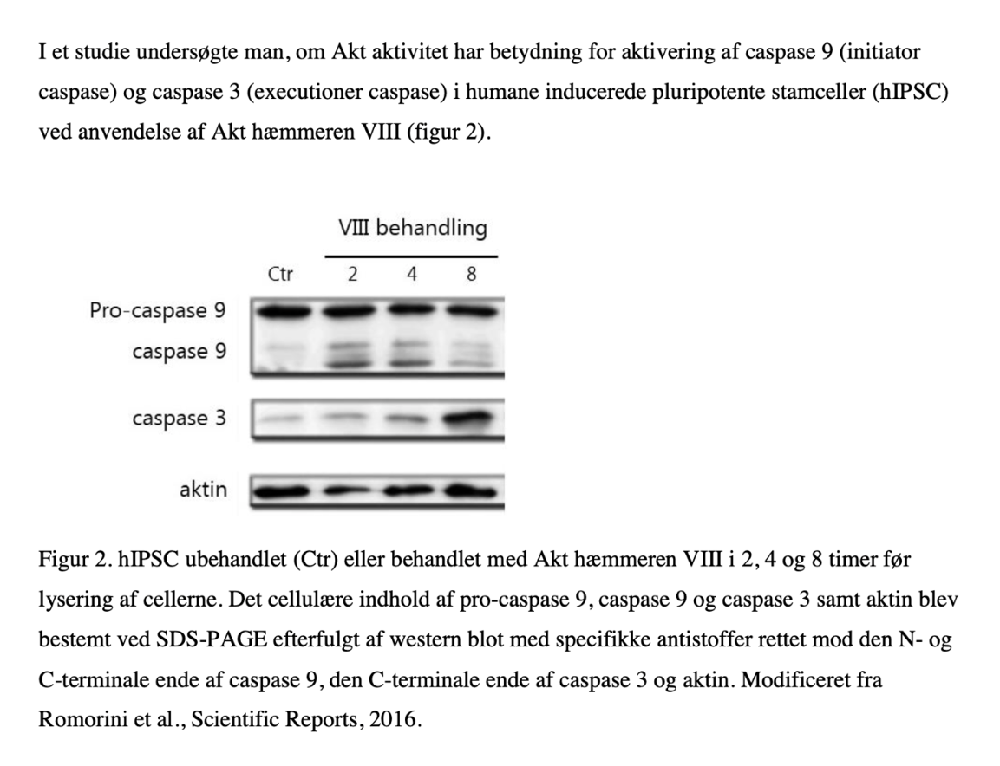 I et studie undersøgte man, om Akt aktivitet har betydning for aktivering af caspase 9 (initiator
caspase) og caspase 3 (executioner caspase) i humane inducerede pluripotente stamceller (hIPSC)
ved anvendelse af Akt hæmmeren VIII (figur 2).
VIII behandling
Ctr 2 4 8
Pro-caspase 9
caspase 9
caspase 3
aktin
Figur 2. hIPSC ubehandlet (Ctr) eller behandlet med Akt hæmmeren VIII i 2, 4 og 8 timer før
lysering af cellerne. Det cellulære indhold af pro-caspase 9, caspase 9 og caspase 3 samt aktin blev
bestemt ved SDS-PAGE efterfulgt af western blot med specifikke antistoffer rettet mod den N- og
C-terminale ende af caspase 9, den C-terminale ende af caspase 3 og aktin. Modificeret fra
Romorini et al., Scientific Reports, 2016.